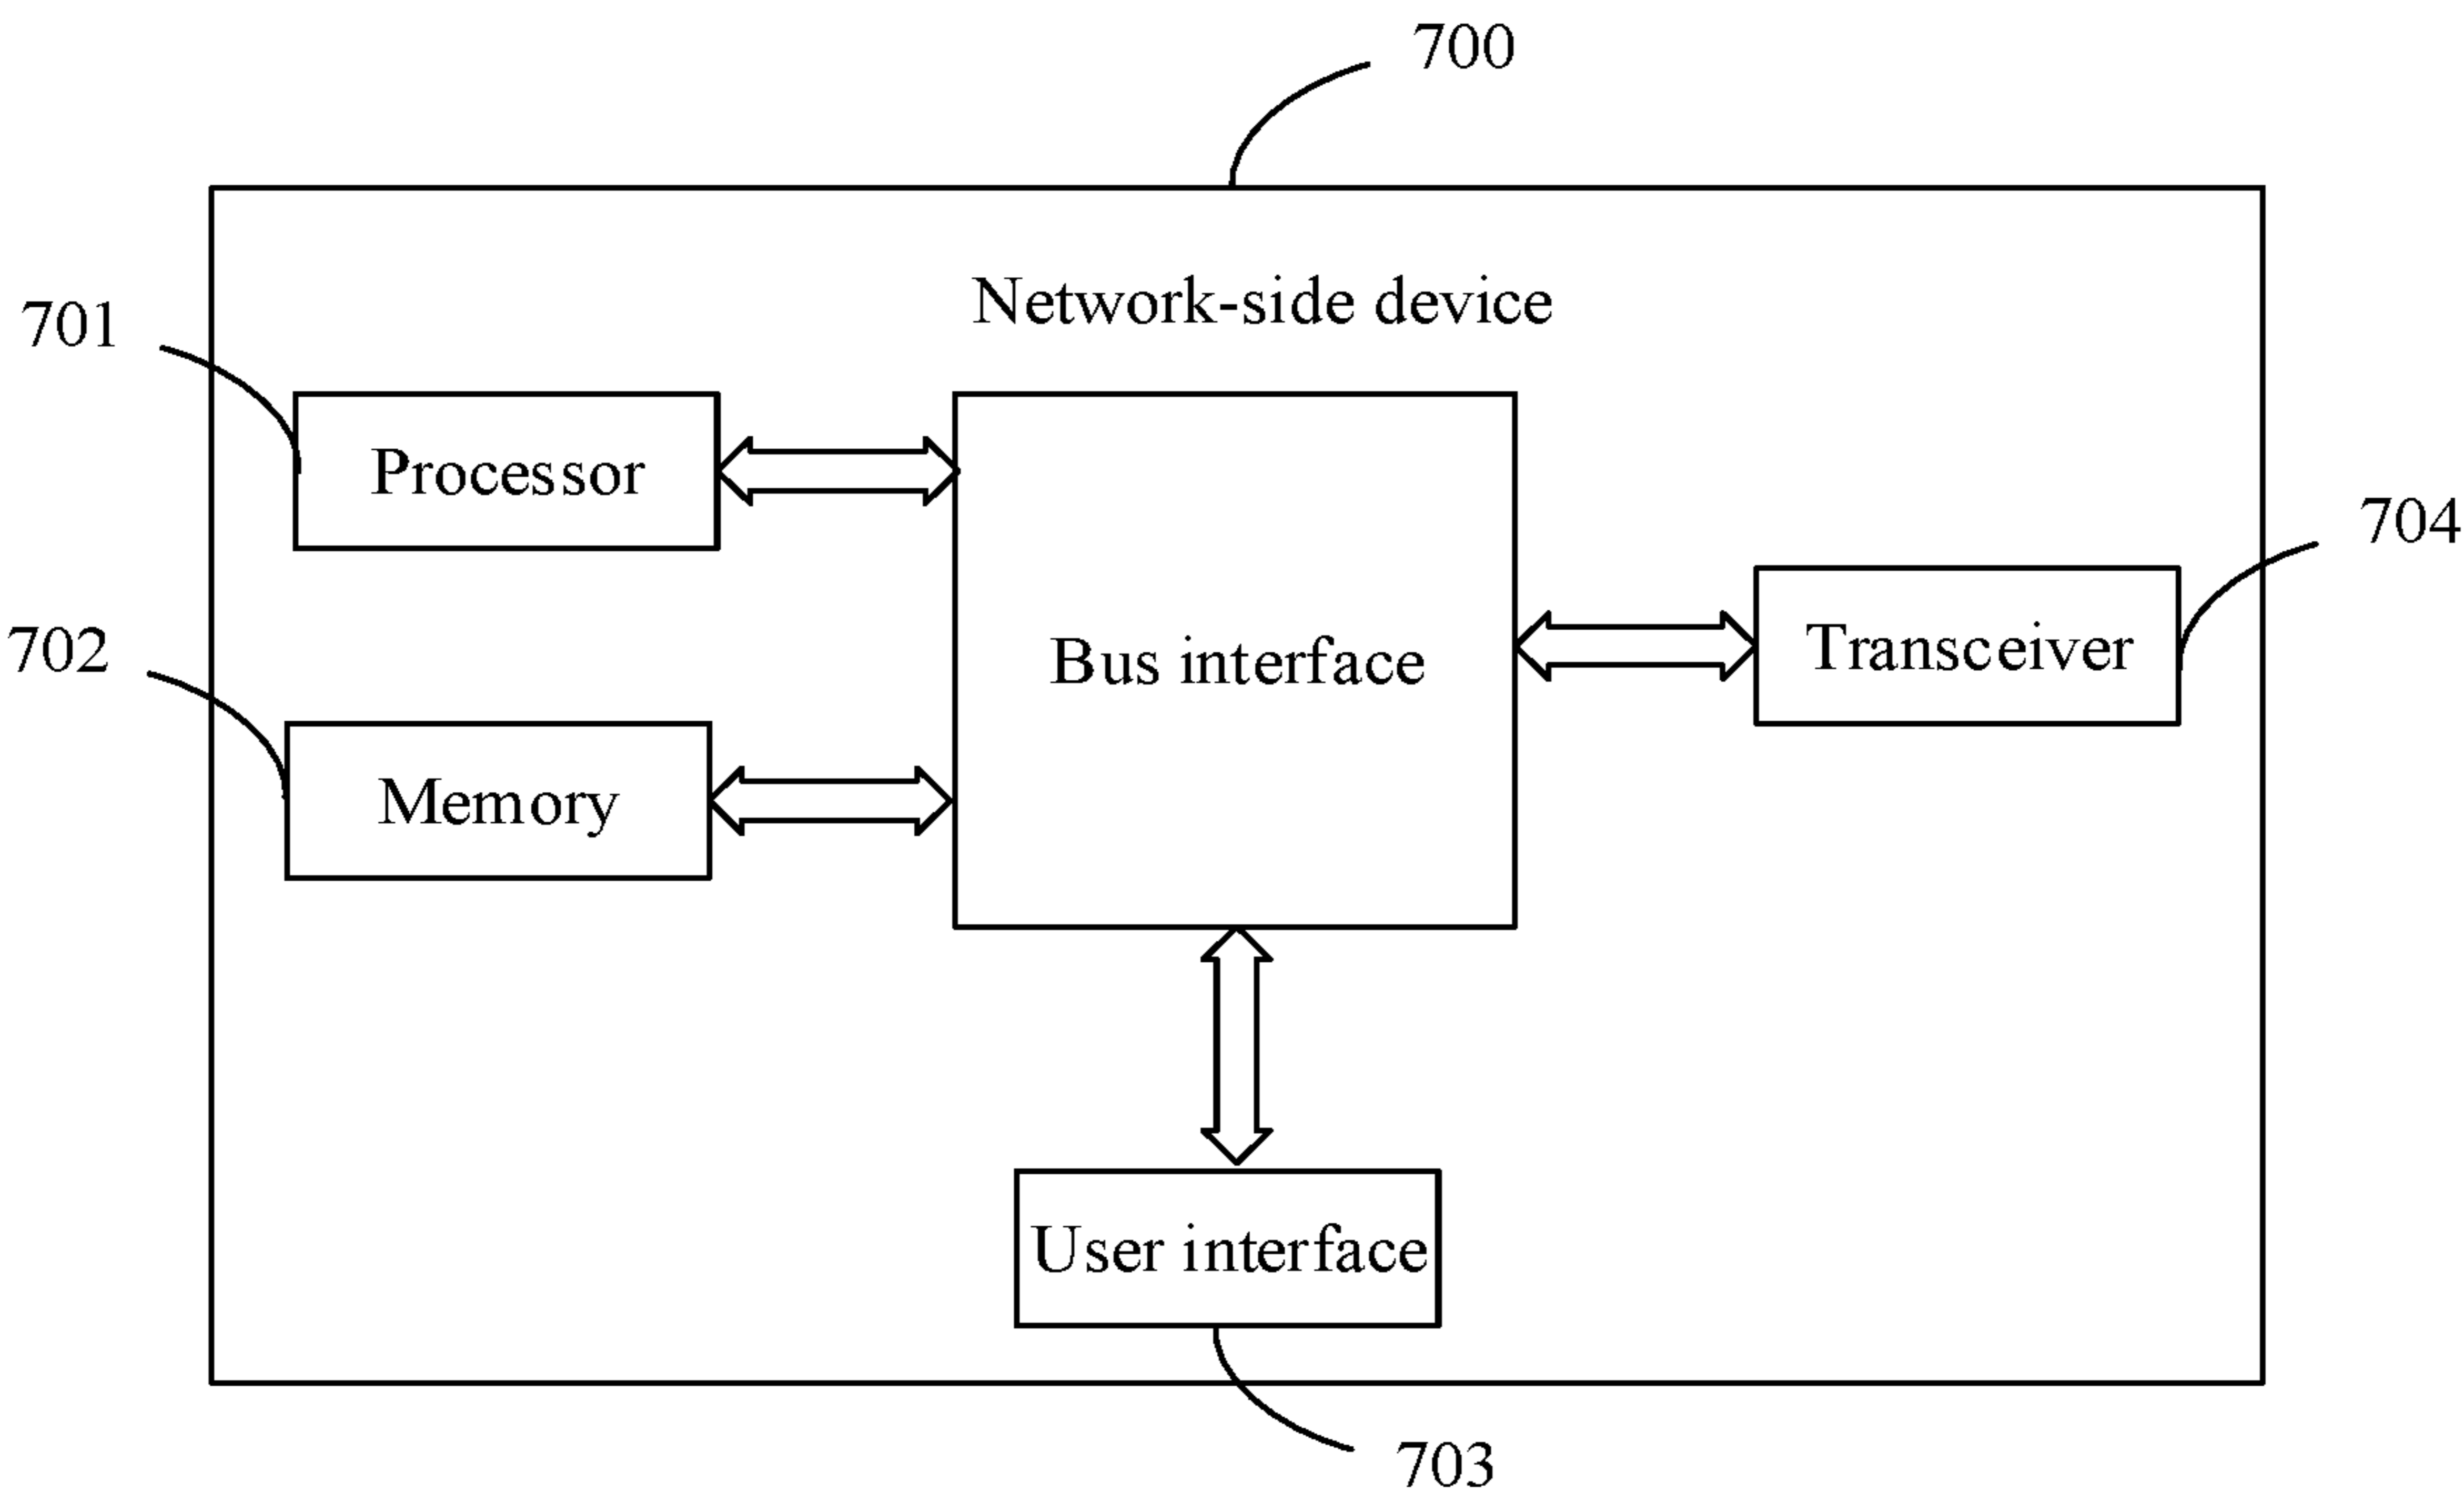 700
Network-side device
701
Processor
704
Transceiver
702
Bus interface
Memory
User interface
703